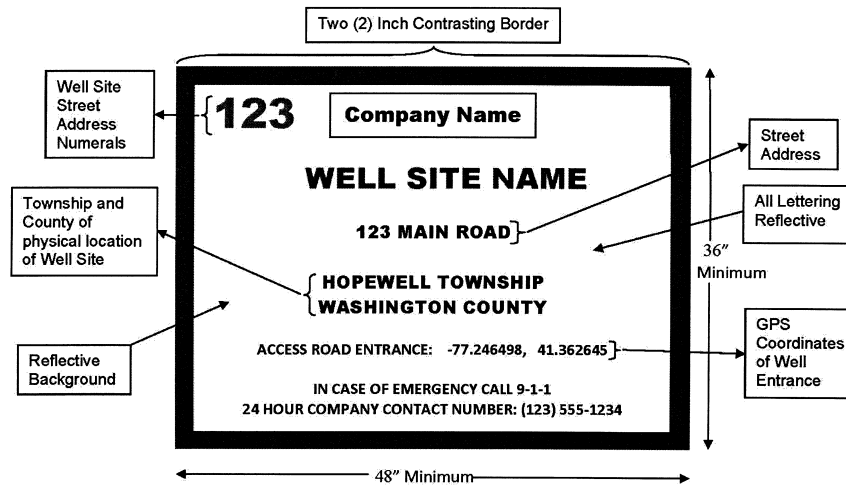 Two (2) Inch Contrasting Border
Well Site
Street
Address
Numerals
123
Company Name
WELL SITE NAME
Street
Address
123 MAIN ROAD
Township and
County of
physical location
of Well Site
All Lettering
Reflective
36”
Minimum
HOPEWELL TOWNSHIP
WASHINGTON COUNTY
Reflective
Background
ACCESS ROAD ENTRANCE: -77.246498, 41.362645
GPS
Coordinates
of Well
Entrance
IN CASE OF EMERGENCY CALL 9-1-1
24 HOUR COMPANY CONTACT NUMBER: (123) 555-1234
48” Minimum